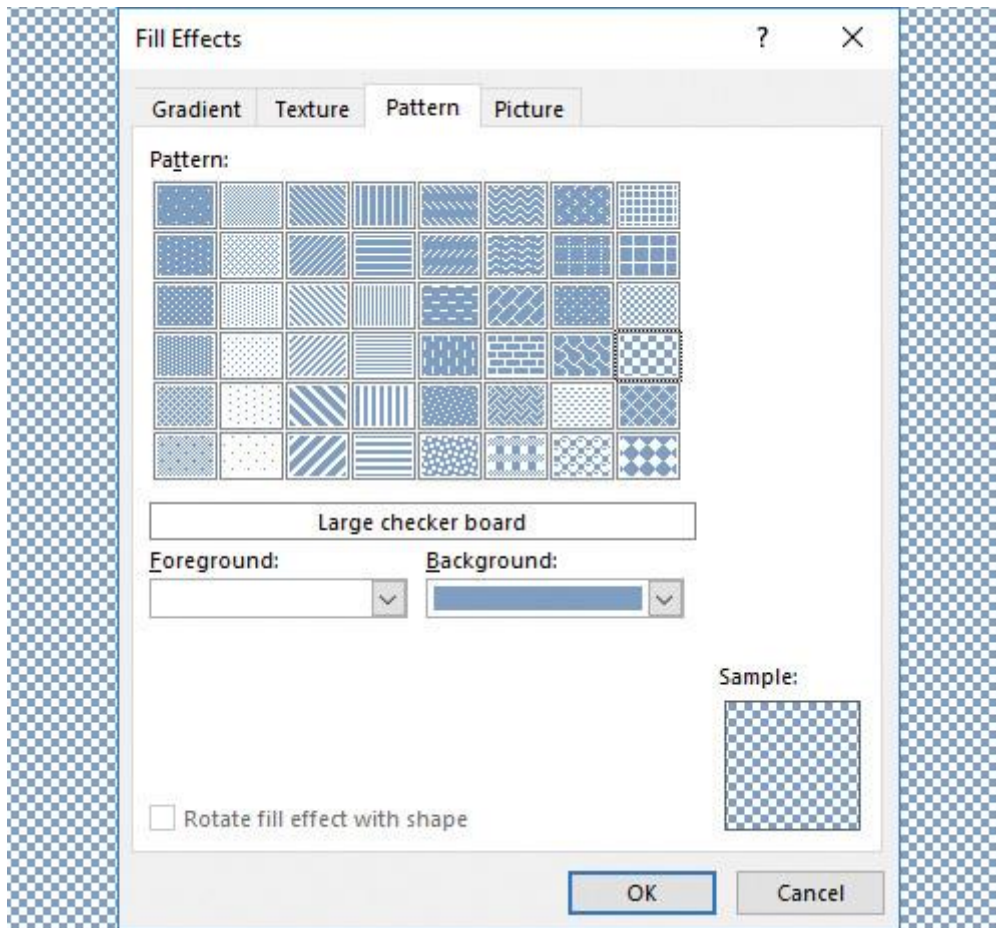 Fill Effects ?
Gradient Texture Pattern Picture
Pattern:
Large checker board
Foreground: Background:
Sample:
Rotate fill effect with shape
OK Cancel